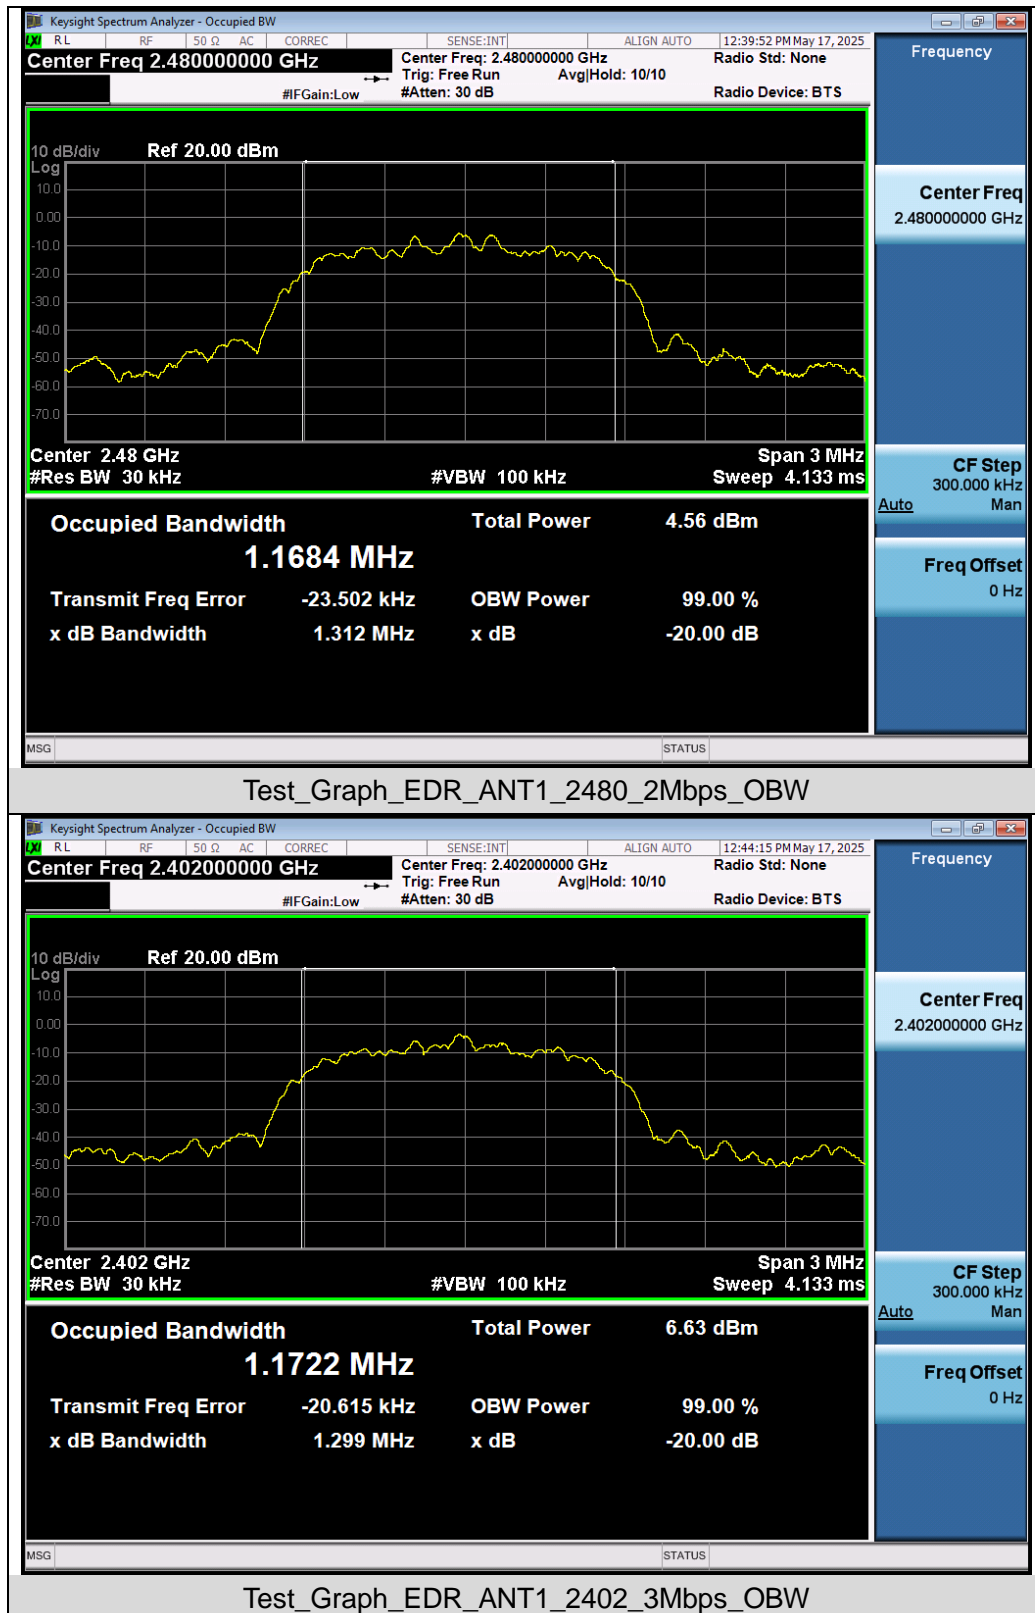 Keysight Spectrum Analyzer - Occupied BW
LXI RL RF 50 Ω AC CORREC SENSE:INT ALIGN AUTO 12:39:52 PM May 17, 2025
Center Freq 2.480000000 GHz
Center Freq: 2.480000000 GHz
Radio Std: None
Trig: Free Run Avg|Hold: 10/10
#IFGain:Low
#Atten: 30 dB
Radio Device: BTS
Frequency
10 dB/div Ref 20.00 dBm
Log
10.0
0.00
-10.0
-20.0
-30.0
-40.0
-50.0
-60.0
-70.0
Center 2.48 GHz Span 3 MHz
#Res BW 30 kHz #VBW 100 kHz Sweep 4.133 ms
Center Freq
2.480000000 GHz
CF Step
300.000 kHz
Auto Man
Freq Offset
0 Hz
Occupied Bandwidth Total Power 4.56 dBm
1.1684 MHz
Transmit Freq Error -23.502 kHz OBW Power 99.00 %
x dB Bandwidth 1.312 MHz x dB -20.00 dB
MSG STATUS
Test_Graph_EDR_ANT1_2480_2Mbps_OBW
Keysight Spectrum Analyzer - Occupied BW
LXI RL RF 50 Ω AC CORREC SENSE:INT ALIGN AUTO 12:44:15 PM May 17, 2025
Center Freq 2.402000000 GHz
Center Freq: 2.402000000 GHz
Radio Std: None
Trig: Free Run Avg|Hold: 10/10
#IFGain:Low
#Atten: 30 dB
Radio Device: BTS
Frequency
10 dB/div Ref 20.00 dBm
Log
10.0
0.00
-10.0
-20.0
-30.0
-40.0
-50.0
-60.0
-70.0
Center 2.402 GHz Span 3 MHz
#Res BW 30 kHz #VBW 100 kHz Sweep 4.133 ms
Center Freq
2.402000000 GHz
CF Step
300.000 kHz
Auto Man
Freq Offset
0 Hz
Occupied Bandwidth Total Power 6.63 dBm
1.1722 MHz
Transmit Freq Error -20.615 kHz OBW Power 99.00 %
x dB Bandwidth 1.299 MHz x dB -20.00 dB
MSG STATUS
Test_Graph_EDR_ANT1_2402_3Mbps_OBW